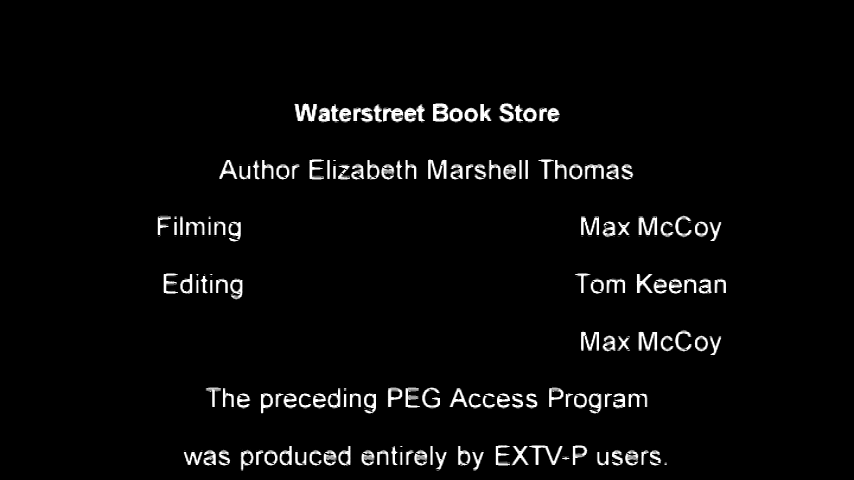 Waterstreet Book Store
Author Elizabeth Marshell Thomas
Filming Max McCoy
Editing Tom Keenan
Max McCoy
The preceding PEG Access Program
was produced entirely by EXTV-P users.